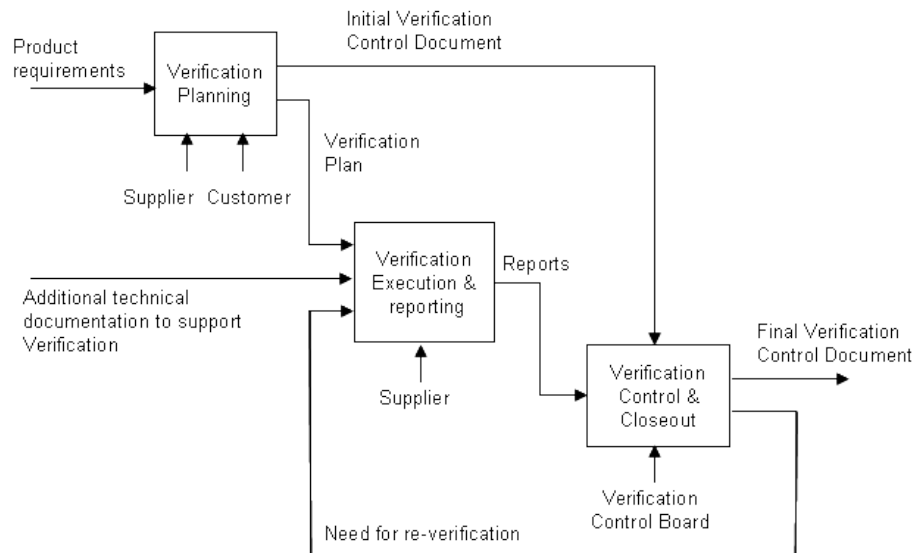 Initial Verification
Control Document
Product
requirements
Verification
Planning
Verification
Plan
Supplier
Customer
Verification
Execution &
reporting
Reports
Additional technical
documentation to support
Verification
Supplier
Final Verification
Control Document
Verification
Control &
Closeout
Verification
Control Board
Need for re-verification